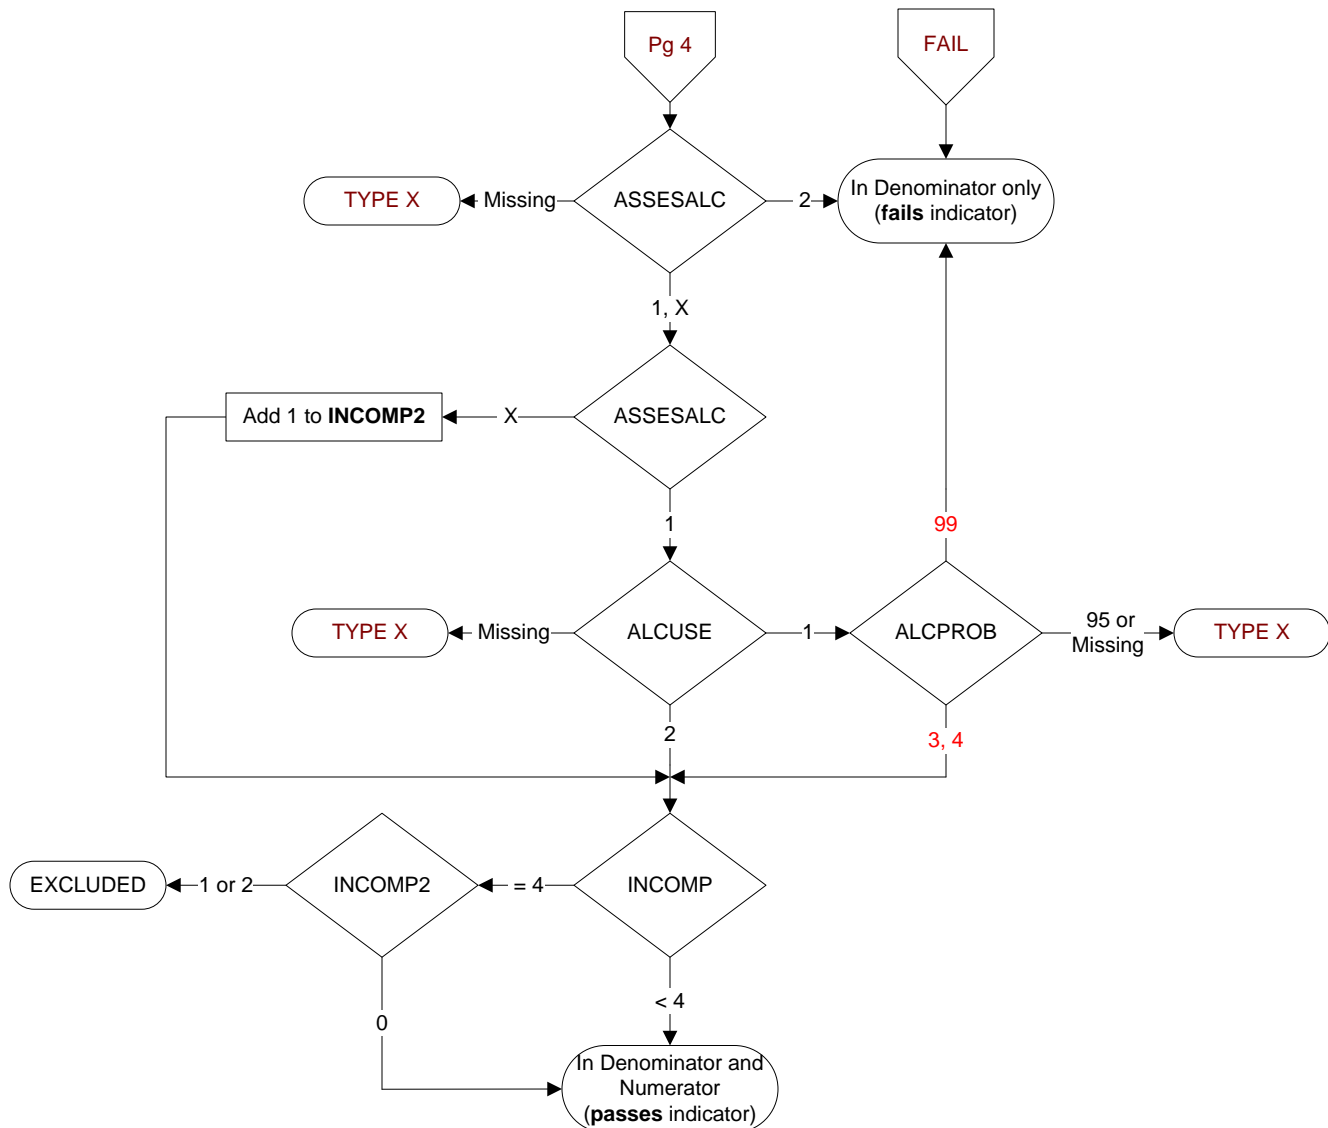 Pg 4
FAIL
TYPE X
Missing
ASSESALC
2
In Denominator only
(fails indicator)
1, X
Add 1 to INCOMP2
X
ASSESALC
1
99
TYPE X
Missing
ALCUSE
1
ALCPROB
95 or
Missing
TYPE X
2
3, 4
EXCLUDED
1 or 2
INCOMP2
= 4
INCOMP
< 4
0
In Denominator and
Numerator
(passes indicator)